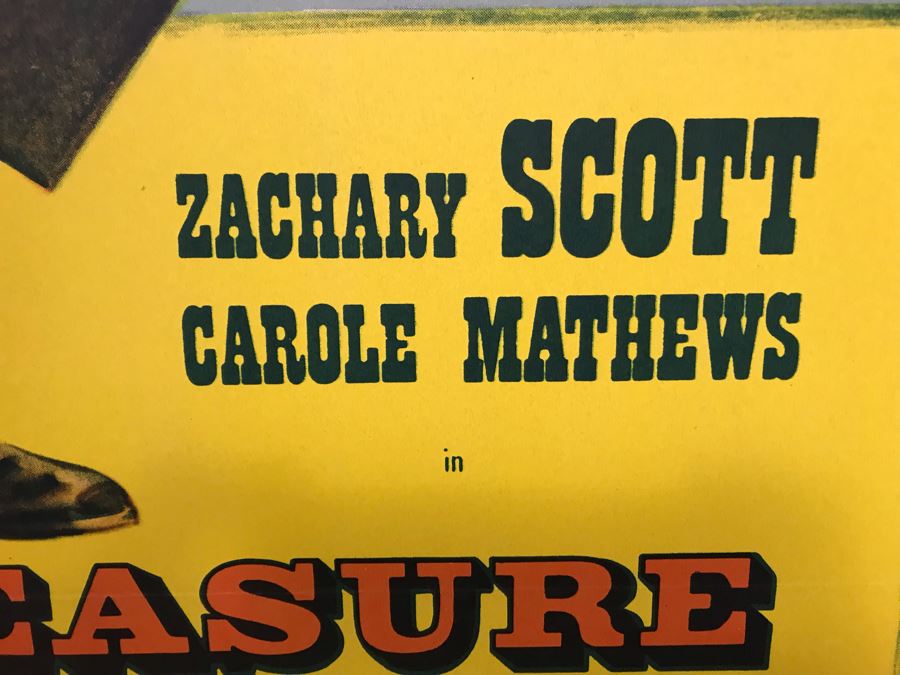 ZACHARY SCOTT
CAROLE MATHEWS
in
EASURE